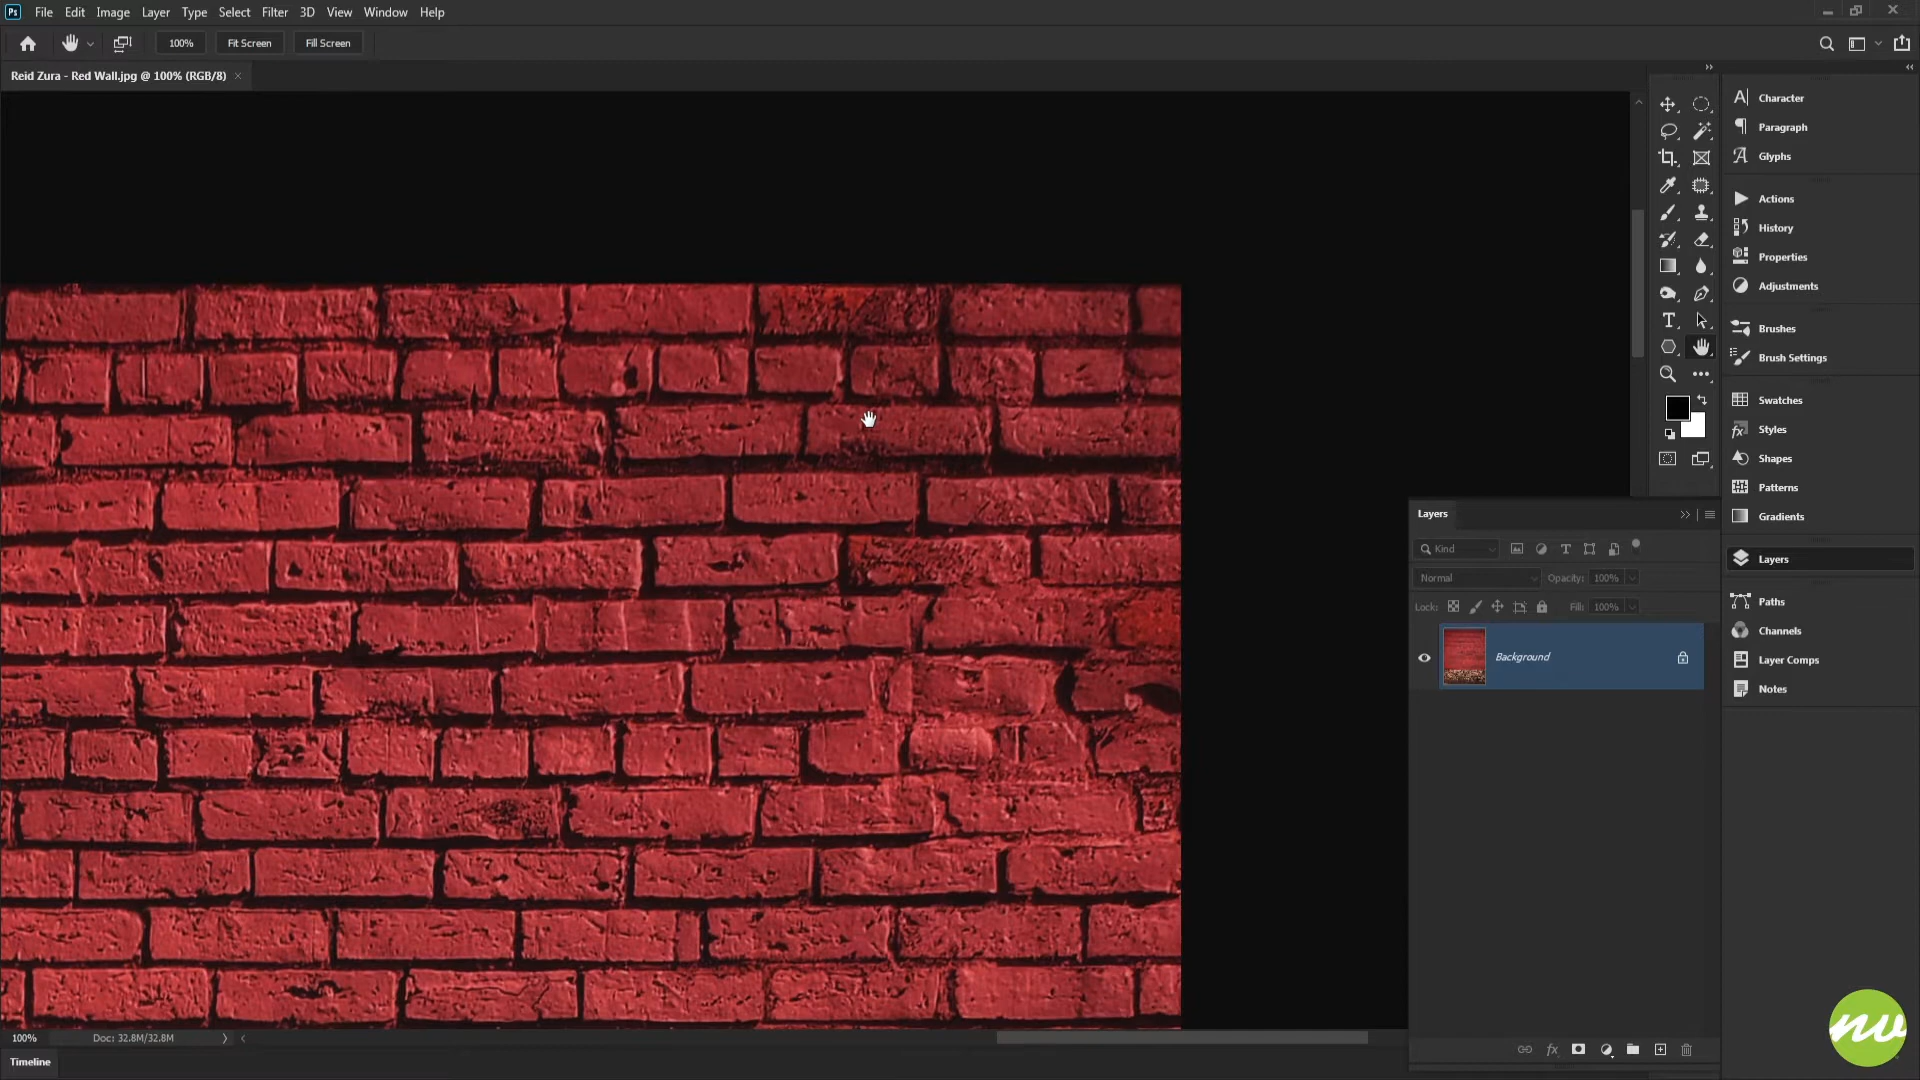 Ps File Edit Image Layer Type Select Filter 3D View Window Help
100% Fit Screen Fill Screen
Reid Zura - Red Wall.jpg @ 100% (RGB/8) ×
Character
Paragraph
Glyphs
Actions
History
Properties
Adjustments
Brushes
Brush Settings
Swatches
Styles
Shapes
Patterns
Gradients
Layers
Paths
Channels
Layer Comps
Notes
Layers
Kind
Normal Opacity: 100%
Lock: Fill: 100%
Background
100% Doc: 32.8M/32.8M
Timeline
nv